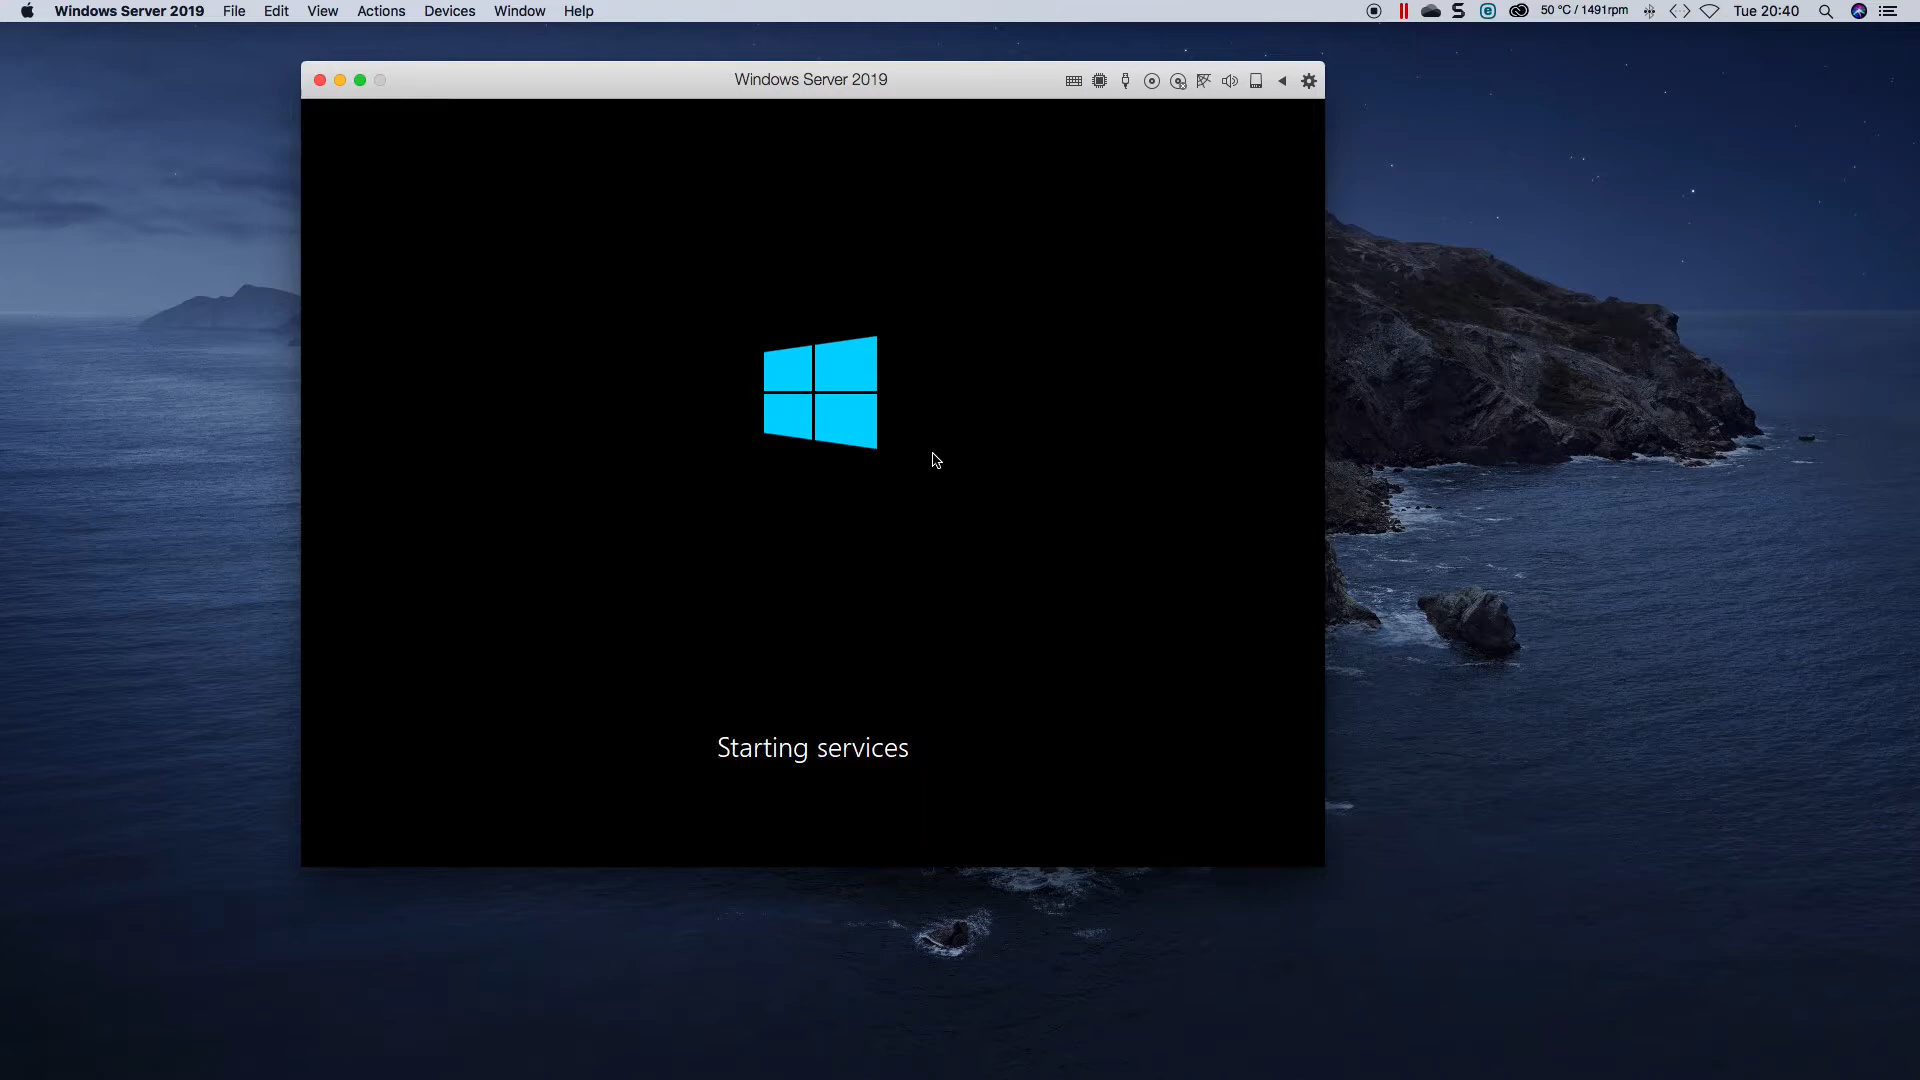 Windows Server 2019 File Edit View Actions Devices Window Help 50 °C / 1491rpm Tue 20:40
Windows Server 2019
Starting services